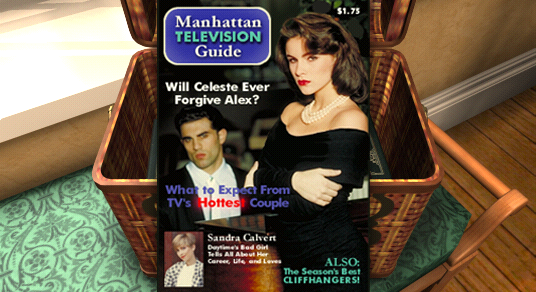 $1.75
Manhattan
TELEVISION
Guide
Will Celeste Ever
Forgive Alex?
What to Expect From
TV's Hottest Couple
Sandra Calvert
Daytime's Bad Girl
Tells All About Her
Career, Life, and Loves
ALSO:
The Season's Best
CLIFFHANGERS!